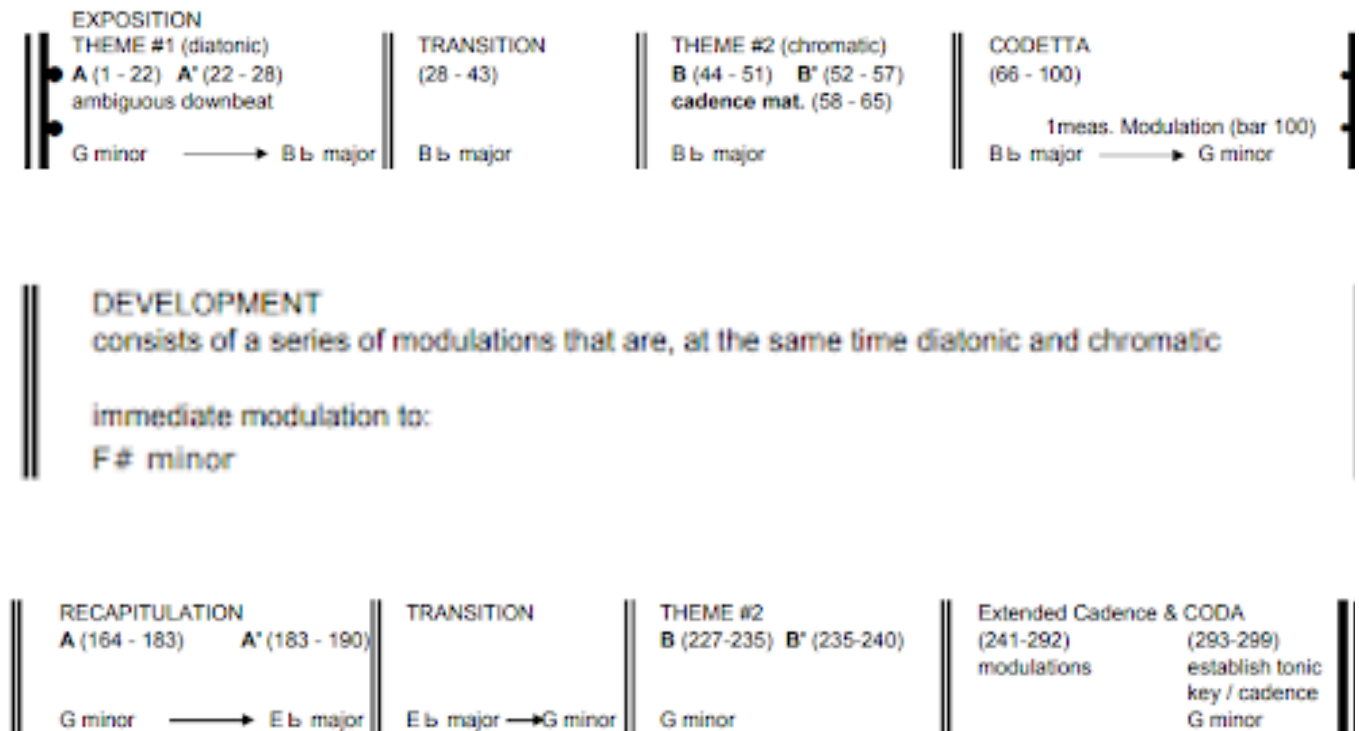 EXPOSITION
THEME #1 (diatonic)
A (1 - 22) A" (22 - 28)
ambiguous downbeat
G minor B♭ major
TRANSITION
(28 - 43)
B♭ major
THEME #2 (chromatic)
B (44 - 51) B" (52 - 57)
cadence mat. (58 - 65)
B♭ major
CODETTA
(66 - 100)
1meas. Modulation (bar 100)
B♭ major G minor
DEVELOPMENT
consists of a series of modulations that are, at the same time diatonic and chromatic
immediate modulation to:
F# minor
RECAPITULATION
A (164 - 183) A" (183 - 190)
G minor E♭ major
TRANSITION
E♭ major G minor
THEME #2
B (227-235) B" (235-240)
G minor
Extended Cadence & CODA
(241-292) (293-299)
modulations establish tonic
key / cadence
G minor